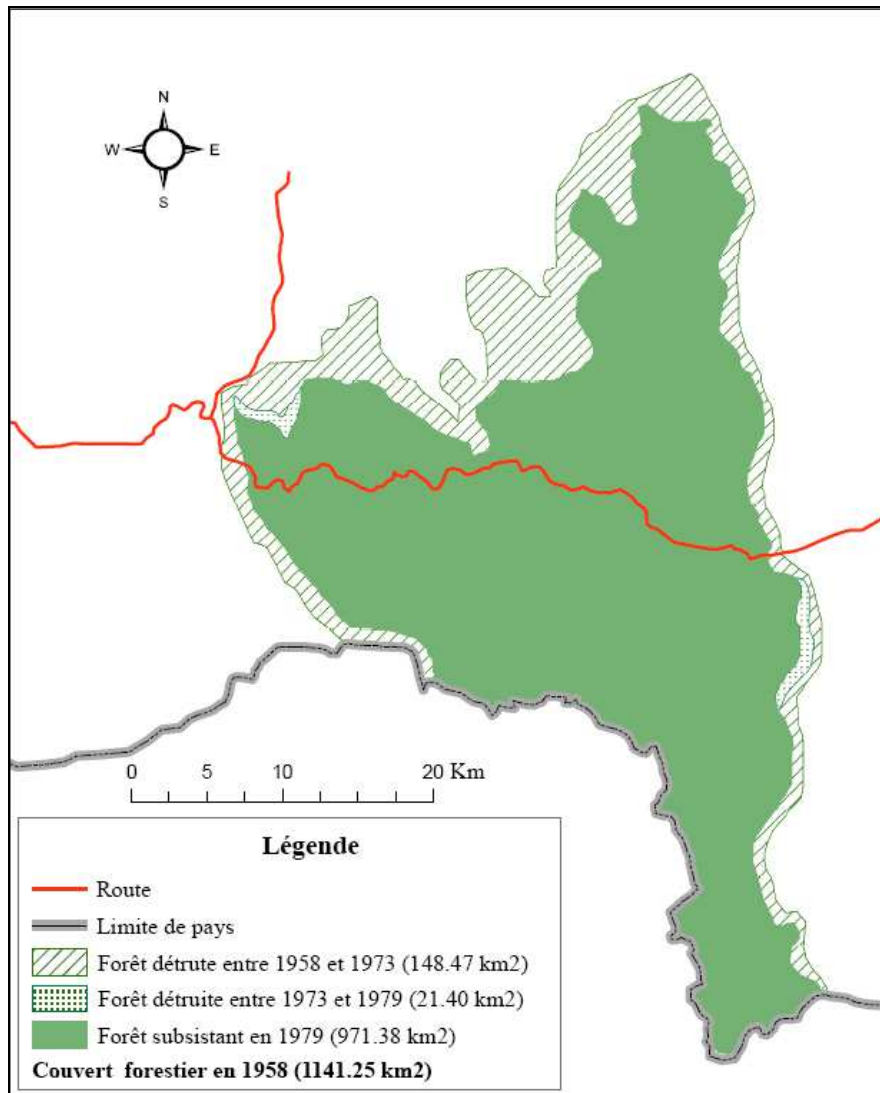 N
W E
S
0 5 10 20 Km
Légende
Route
Limite de pays
Forêt détrute entre 1958 et 1973 (148.47 km2)
Forêt détruite entre 1973 et 1979 (21.40 km2)
Forêt subsistant en 1979 (971.38 km2)
Couvert forestier en 1958 (1141.25 km2)